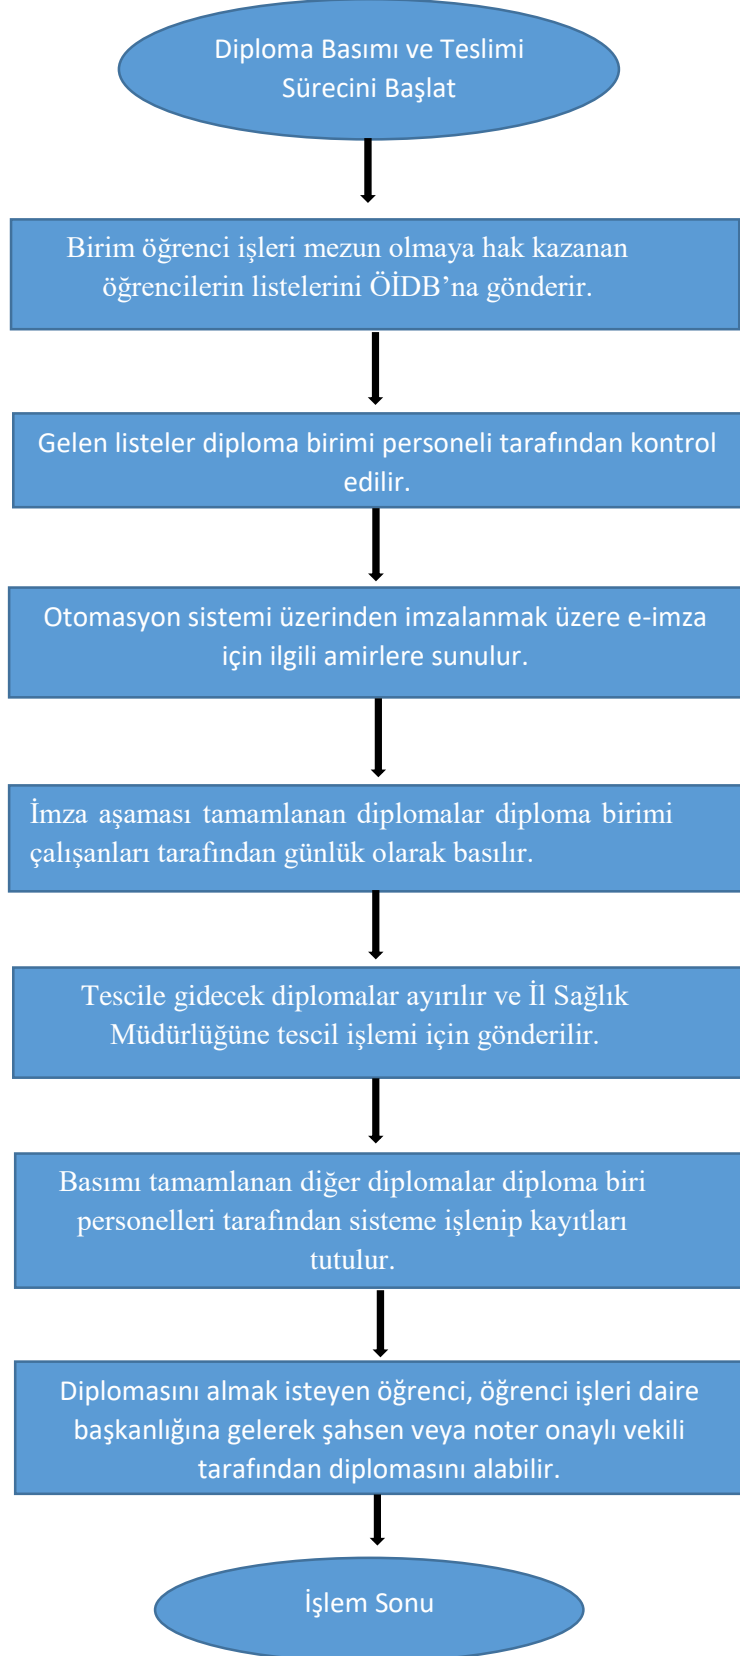 Diploma Basımı ve Teslimi
Sürecini Başlat
Birim öğrenci işleri mezun olmaya hak kazanan
öğrencilerin listelerini ÖİDB’na gönderir.
Gelen listeler diploma birimi personeli tarafından kontrol
edilir.
Otomasyon sistemi üzerinden imzalanmak üzere e-imza
için ilgili amirlere sunulur.
İmza aşaması tamamlanan diplomalar diploma birimi
çalışanları tarafından günlük olarak basılır.
Tescile gidecek diplomalar ayırılır ve İl Sağlık
Müdürlüğüne tescil işlemi için gönderilir.
Basımı tamamlanan diğer diplomalar diploma biri
personelleri tarafından sisteme işlenip kayıtları
tutulur.
Diplomasını almak isteyen öğrenci, öğrenci işleri daire
başkanlığına gelerek şahsen veya noter onaylı vekili
tarafından diplomasını alabilir.
İşlem Sonu